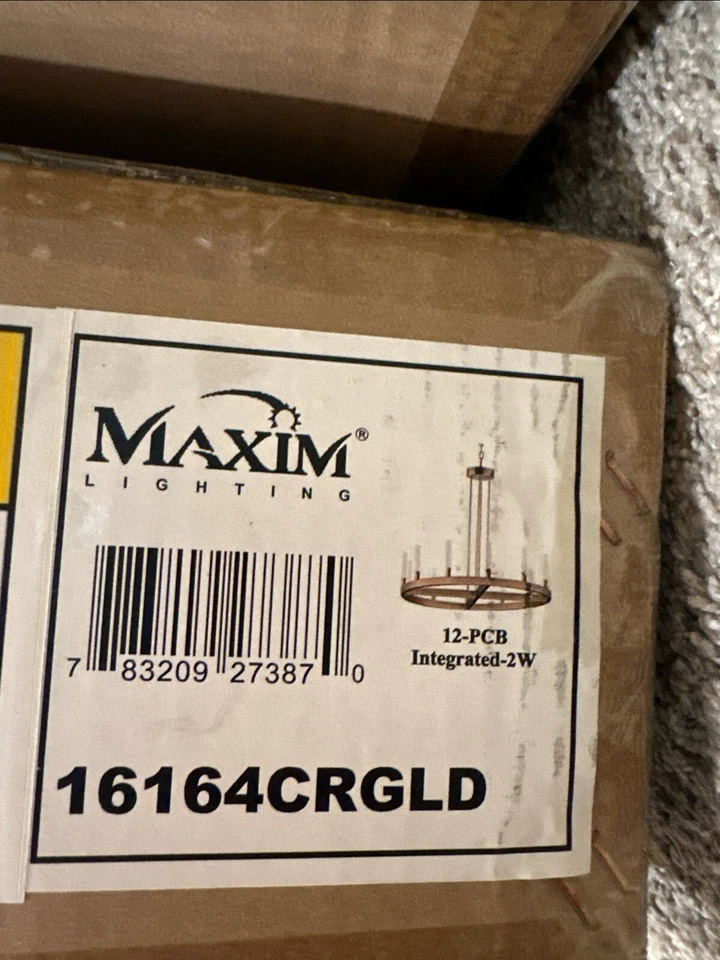 MAXIM®
LIGHTING
7 83209 27387 0
12-PCB
Integrated-2W
16164CRGLD